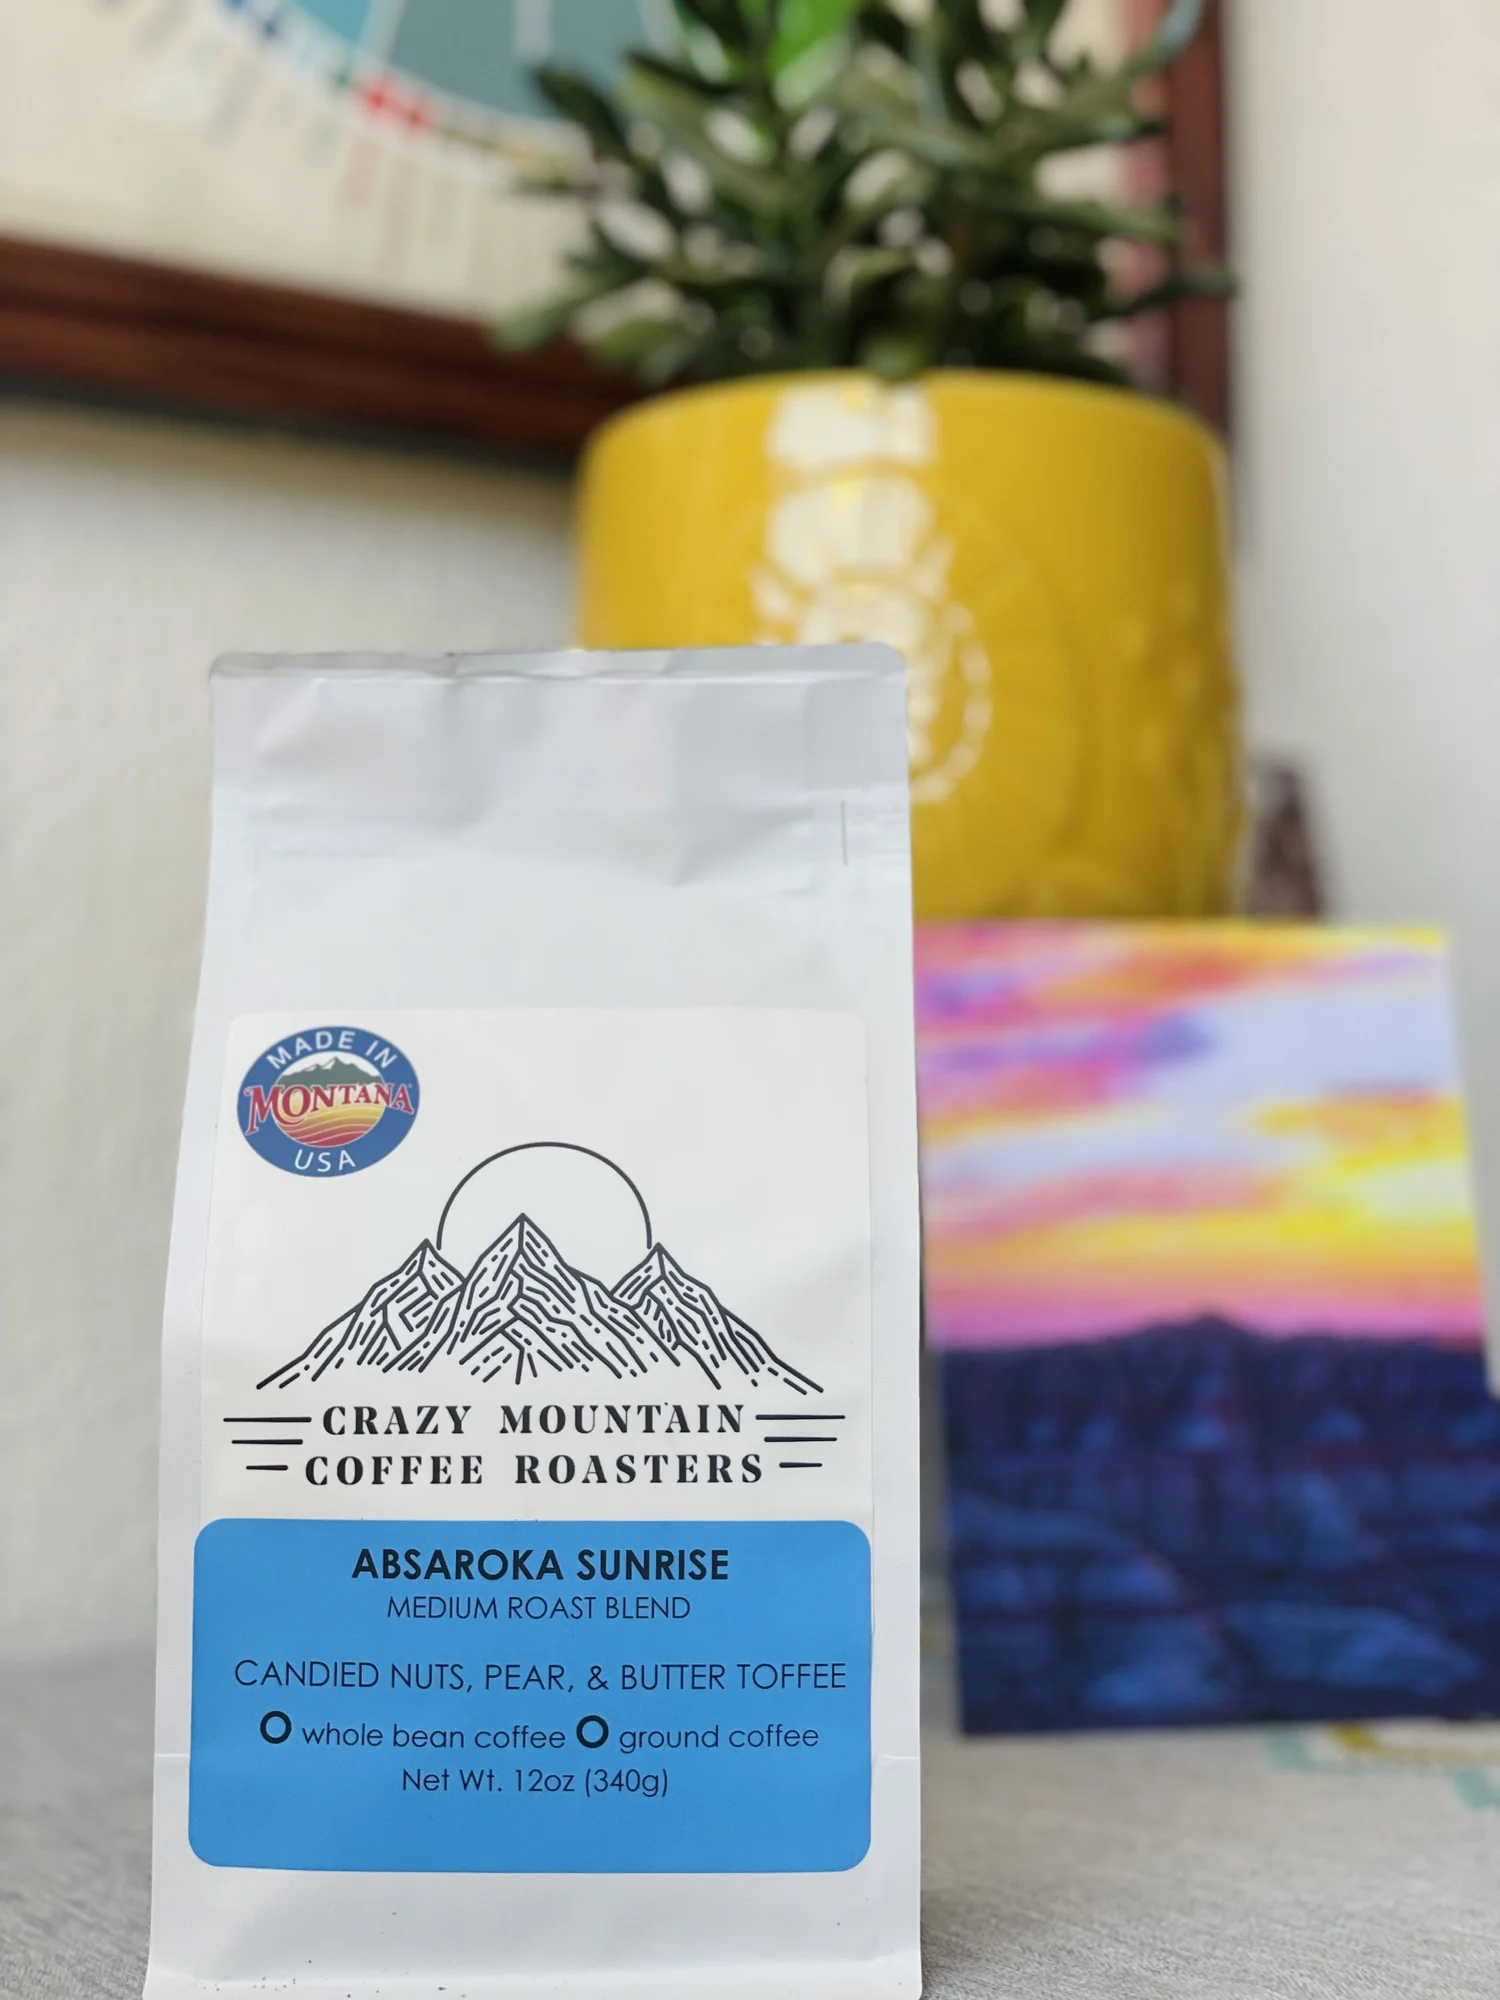 MADE IN
MONTANA
USA
CRAZY MOUNTAIN
COFFEE ROASTERS
ABSAROKA SUNRISE
MEDIUM ROAST BLEND
CANDIED NUTS, PEAR, & BUTTER TOFFEE
whole bean coffee ground coffee
Net Wt. 12oz (340g)